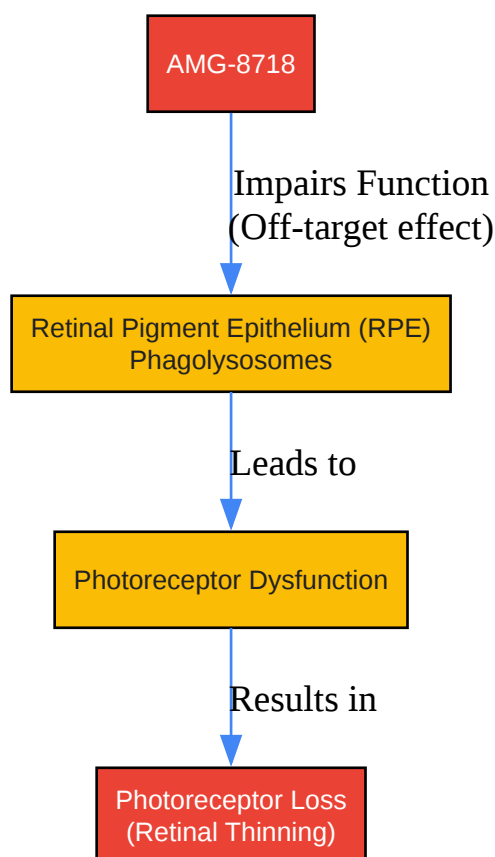 AMG-8718
Impairs Function
(Off-target effect)
Retinal Pigment Epithelium (RPE)
Phagolysosomes
Leads to
Photoreceptor Dysfunction
Results in
Photoreceptor Loss
(Retinal Thinning)